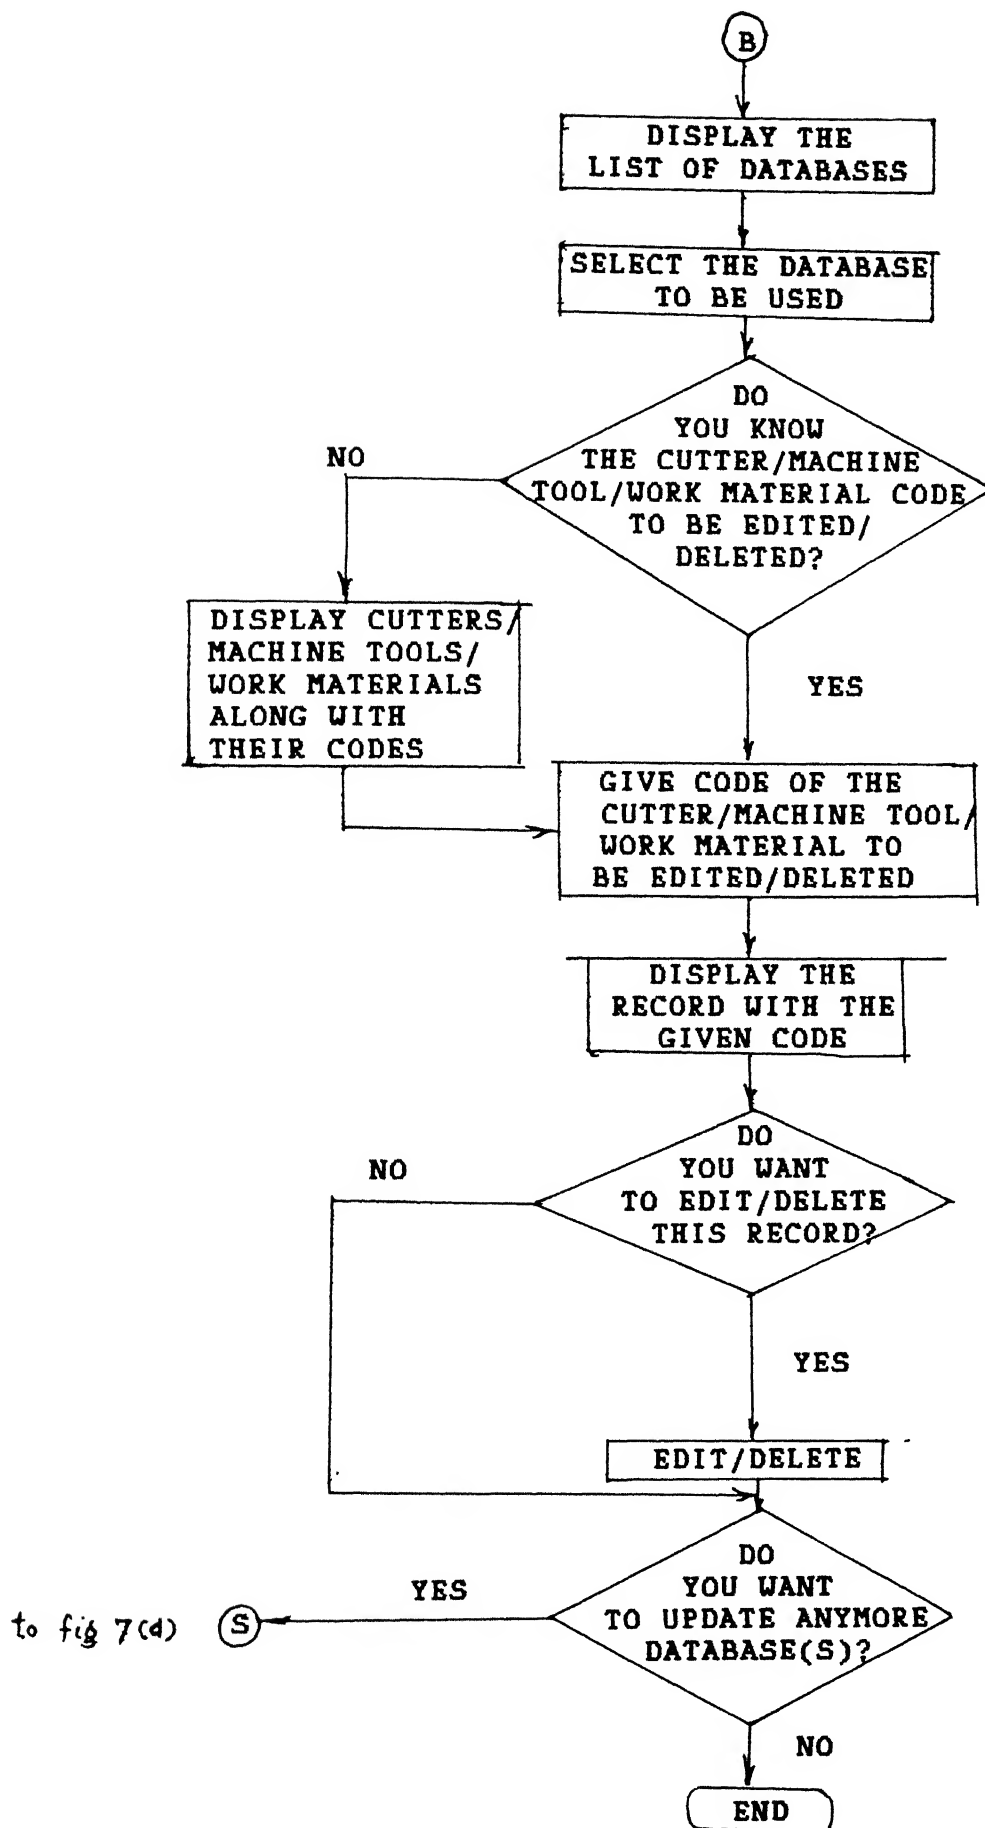 B
DISPLAY THE
LIST OF DATABASES
SELECT THE DATABASE
TO BE USED
DO
YOU KNOW
THE CUTTER/MACHINE
TOOL/WORK MATERIAL CODE
TO BE EDITED/
DELETED?
NO
DISPLAY CUTTERS/
MACHINE TOOLS/
WORK MATERIALS
ALONG WITH
THEIR CODES
YES
GIVE CODE OF THE
CUTTER/MACHINE TOOL/
WORK MATERIAL TO
BE EDITED/DELETED
DISPLAY THE
RECORD WITH THE
GIVEN CODE
DO
YOU WANT
TO EDIT/DELETE
THIS RECORD?
NO
YES
EDIT/DELETE
DO
YOU WANT
TO UPDATE ANYMORE
DATABASE(S)?
YES
to fig 7(d) S
NO
END